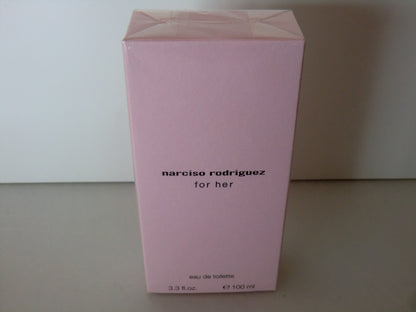 narciso rodriguez
for her
eau de toilette
3.3 fl.oz. ℮ 100 ml